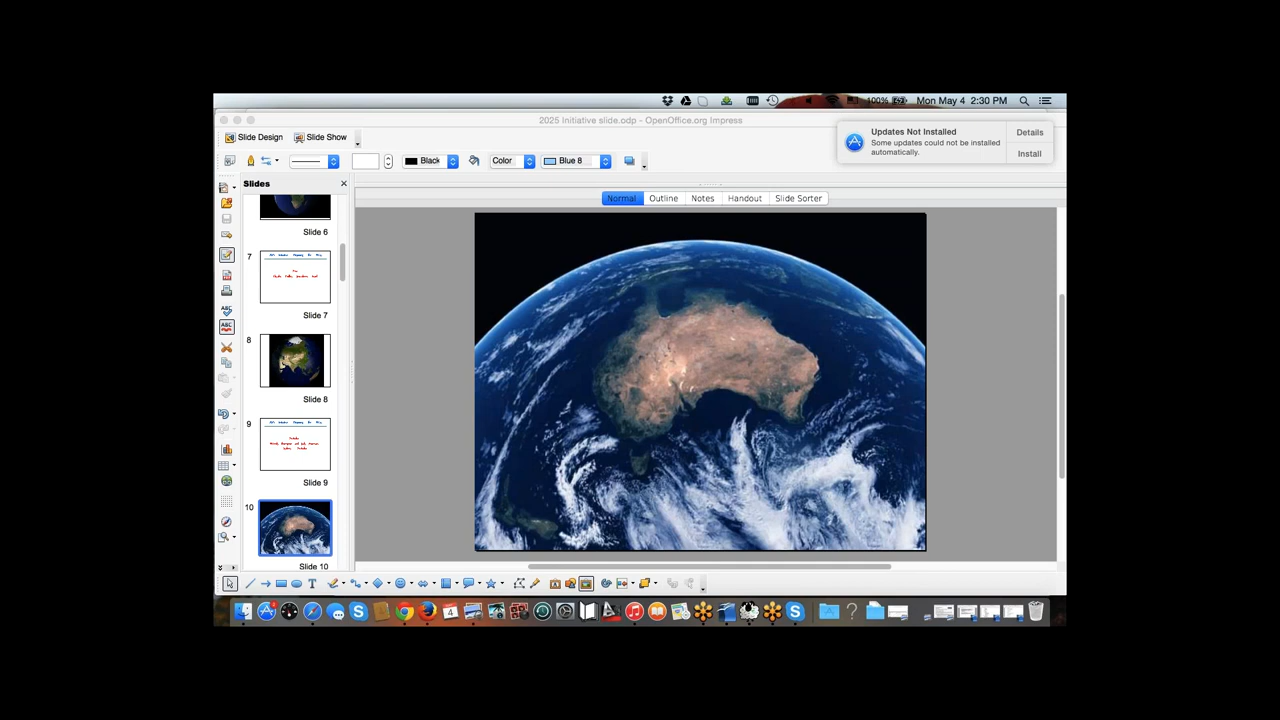 100%
Mon May 4 2:30 PM
2025 Initiative slide.odp - OpenOffice.org Impress
Slide Design
Slide Show
Updates Not Installed
Some updates could not be installed
automatically.
Details
Install
Black
Color
Blue 8
Slides
Normal
Outline
Notes
Handout
Slide Sorter
Slide 6
7
Slide 7
8
Slide 8
9
Slide 9
10
Slide 10